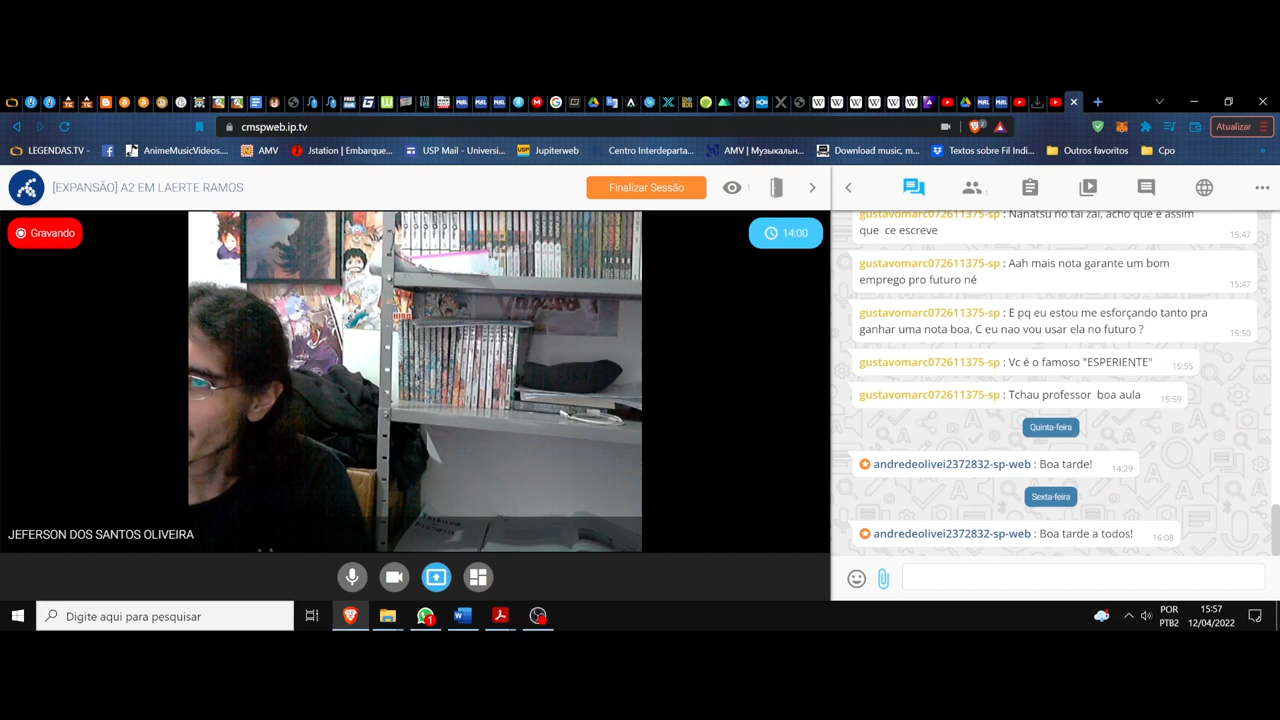 cmspweb.ip.tv
Atualizar
LEGENDAS.TV -
AnimeMusicVideos...
AMV
Jstation | Embarque...
USP Mail - Universi...
Jupiterweb
Centro Interdeparta...
AMV | Музыкальн...
Download music, m...
Textos sobre Fil Indi...
Outros favoritos
Cpo
[EXPANSÃO] A2 EM LAERTE RAMOS
Finalizar Sessão
1
1
Gravando
14:00
JEFERSON DOS SANTOS OLIVEIRA
gustavomarc072611375-sp : Nanatsu no tai zai, acho que é assim
que ce escreve
15:47
gustavomarc072611375-sp : Aah mais nota garante um bom
emprego pro futuro né
15:47
gustavomarc072611375-sp : E pq eu estou me esforçando tanto pra
ganhar uma nota boa, C eu nao vou usar ela no futuro ?
15:50
gustavomarc072611375-sp : Vc é o famoso "ESPERIENTE"
15:55
gustavomarc072611375-sp : Tchau professor boa aula
15:59
Quinta-feira
andredeolivei2372832-sp-web : Boa tarde!
14:29
Sexta-feira
andredeolivei2372832-sp-web : Boa tarde a todos!
16:08
Digite aqui para pesquisar
1
POR
PTB2
15:57
12/04/2022